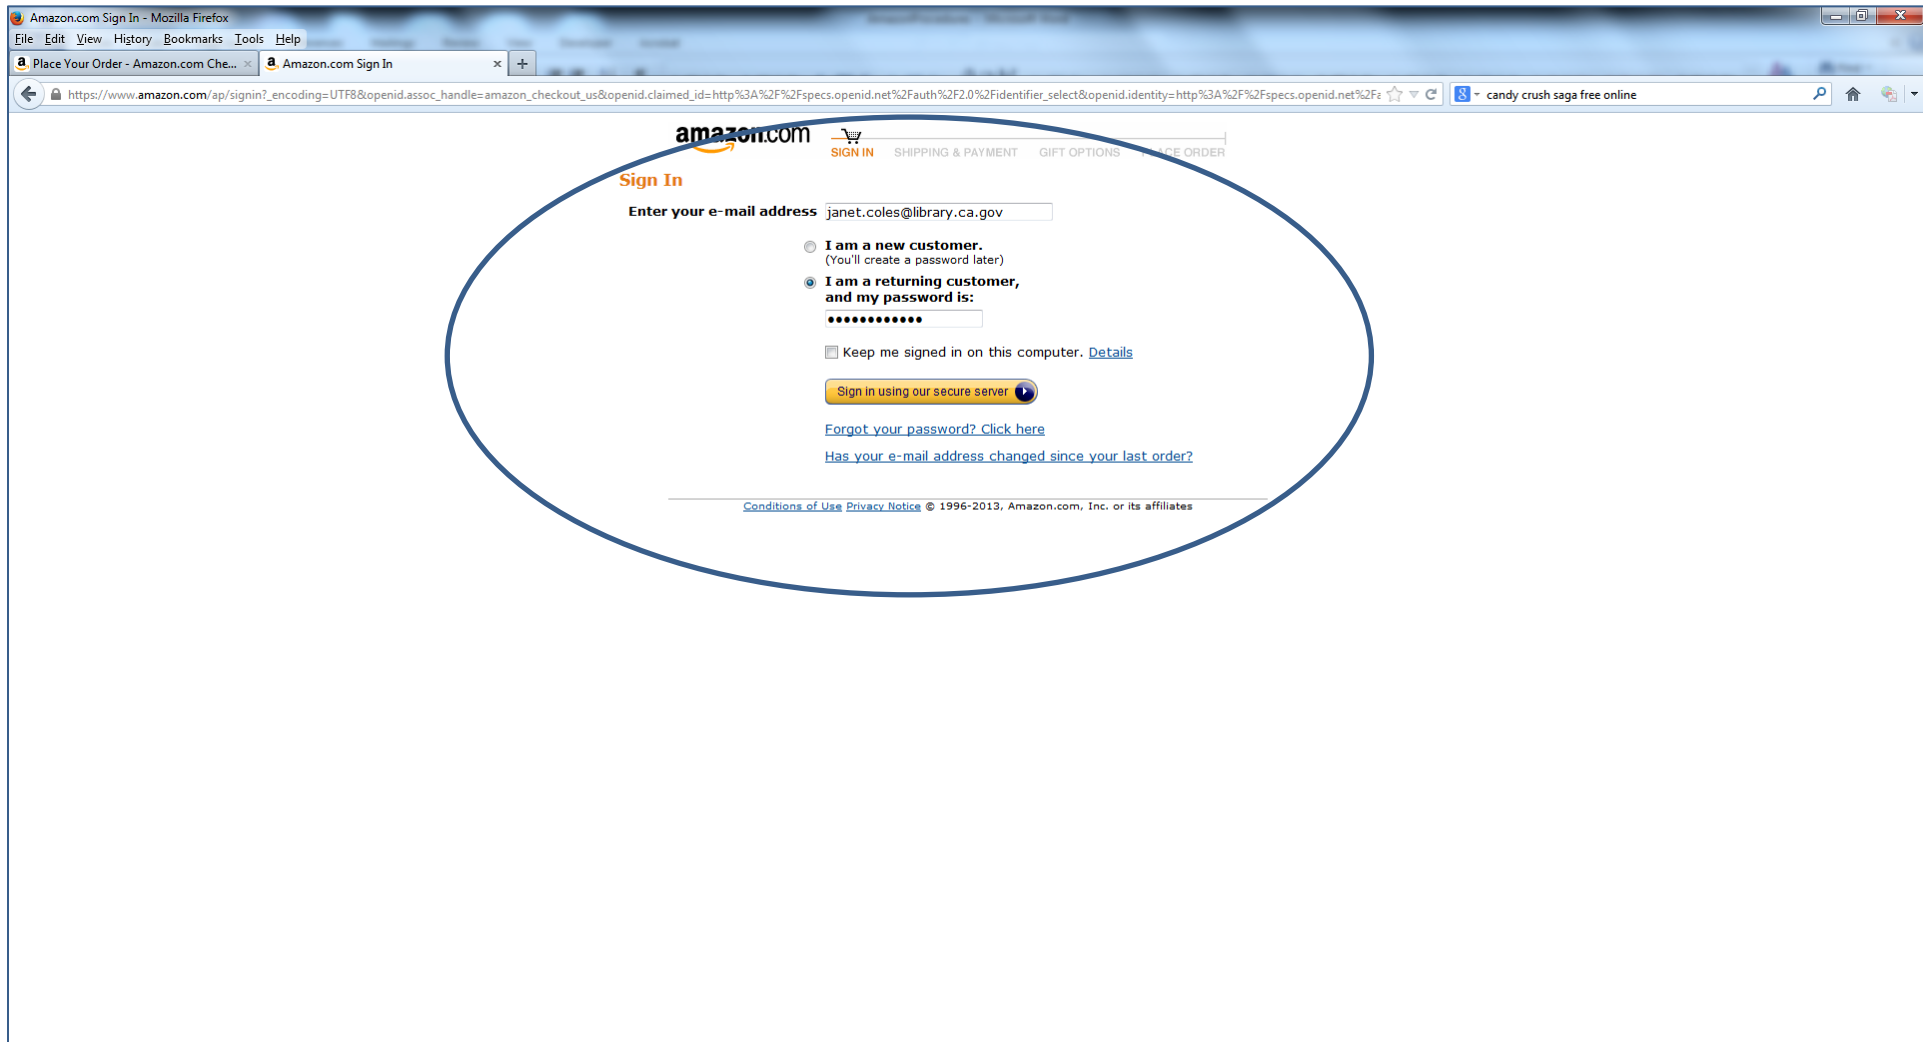 Amazon.com Sign In - Mozilla Firefox
File Edit View History Bookmarks Tools Help
Place Your Order - Amazon.com Che... Amazon.com Sign In
https://www.amazon.com/ap/signin?_encoding=UTF8&openid.assoc_handle=amazon_checkout_us&openid.claimed_id=http%3A%2F%2Fspecs.openid.net%2Fauth%2F2.0%2Fidentifier_select&openid.identity=http%3A%2F%2Fspecs.openid.net%2Fa candy crush saga free online
amazon.com
SIGN IN SHIPPING & PAYMENT GIFT OPTIONS PLACE ORDER
Sign In
Enter your e-mail address janet.coles@library.ca.gov
I am a new customer.
(You'll create a password later)
I am a returning customer,
and my password is:
Keep me signed in on this computer. Details
Sign in using our secure server
Forgot your password? Click here
Has your e-mail address changed since your last order?
Conditions of Use Privacy Notice © 1996-2013, Amazon.com, Inc. or its affiliates